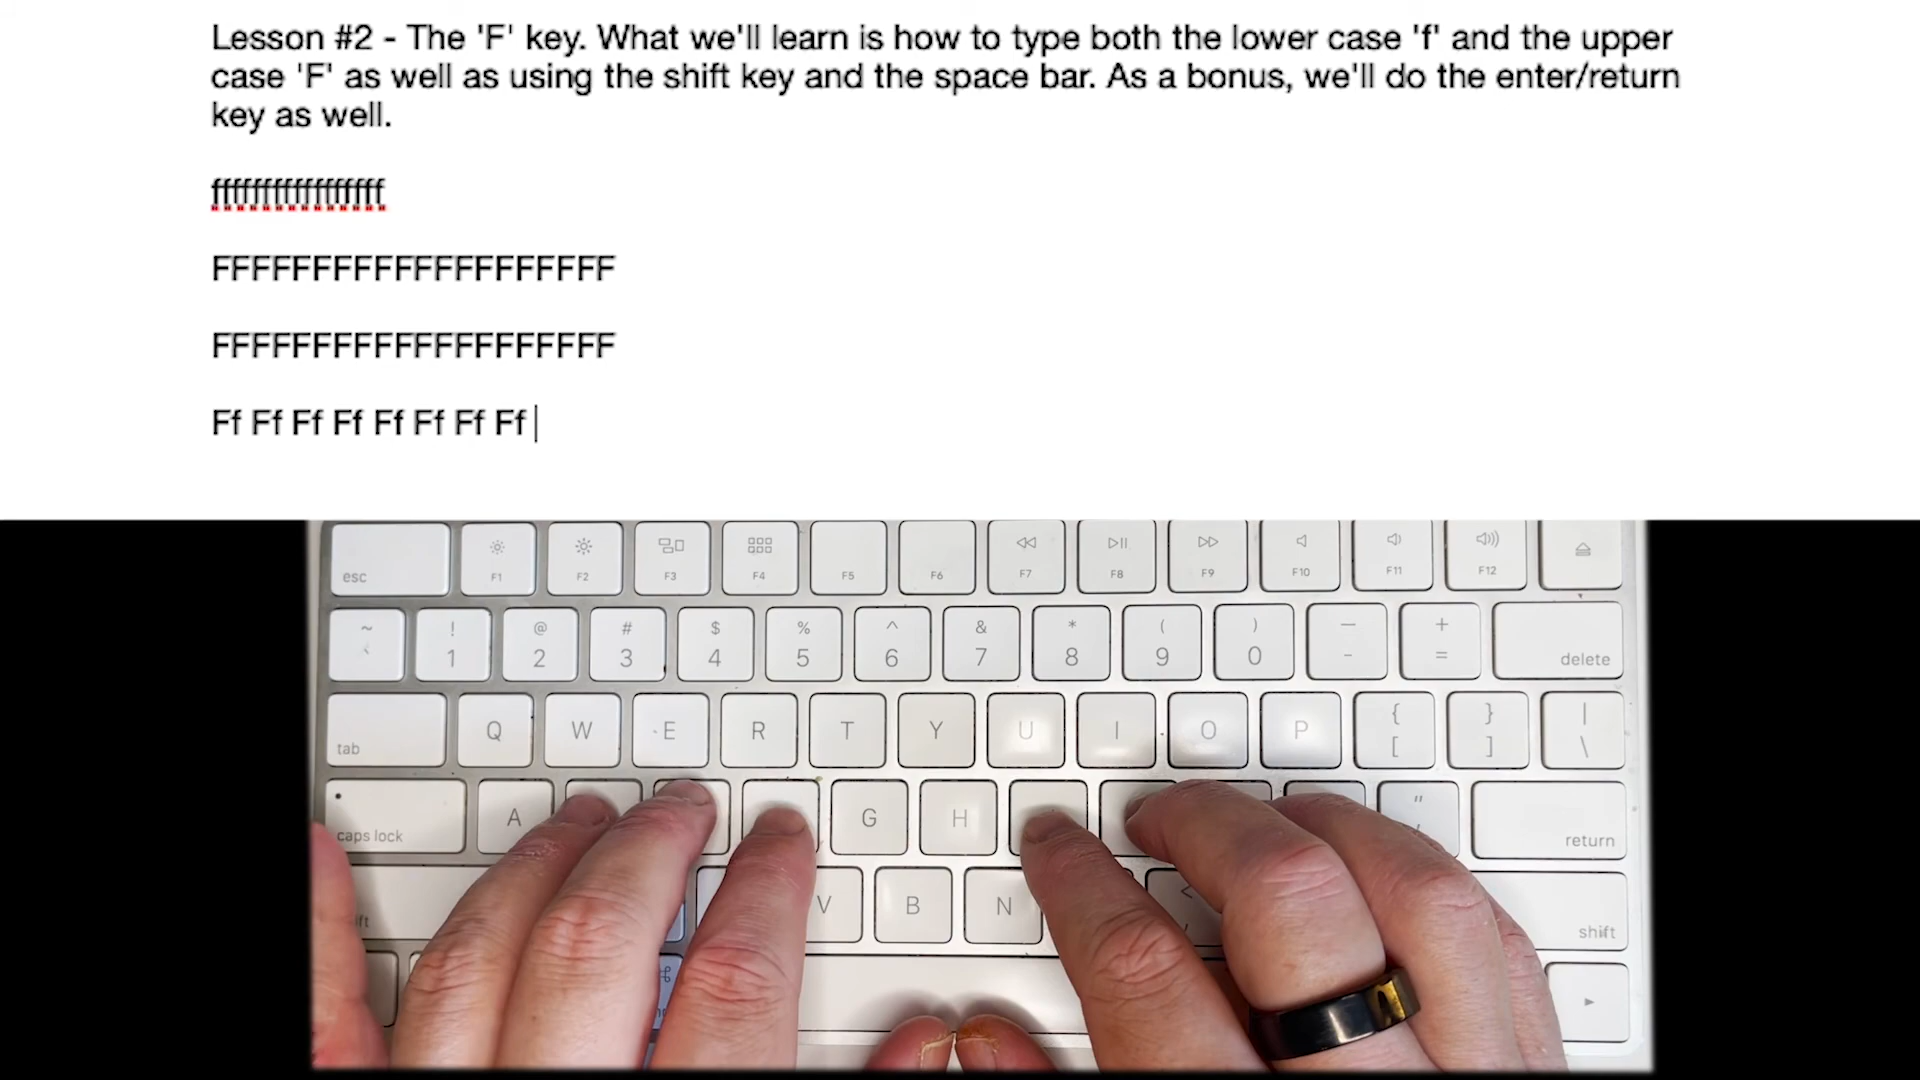 Lesson #2 - The 'F' key. What we'll learn is how to type both the lower case 'f' and the upper
case 'F' as well as using the shift key and the space bar. As a bonus, we'll do the enter/return
key as well.
fffffffffffffffff
FFFFFFFFFFFFFFFFFFFF
FFFFFFFFFFFFFFFFFFFF
Ff Ff Ff Ff Ff Ff Ff Ff
esc F1 F2 F3 F4 F5 F6 F7 F8 F9 F10 F11 F12
~ ! @ # $ % ^ & * ( ) — +
` 1 2 3 4 5 6 7 8 9 0 - = delete
tab Q W E R T Y U I O P { [ } ] | \
caps lock A G H " return
V B N < shift